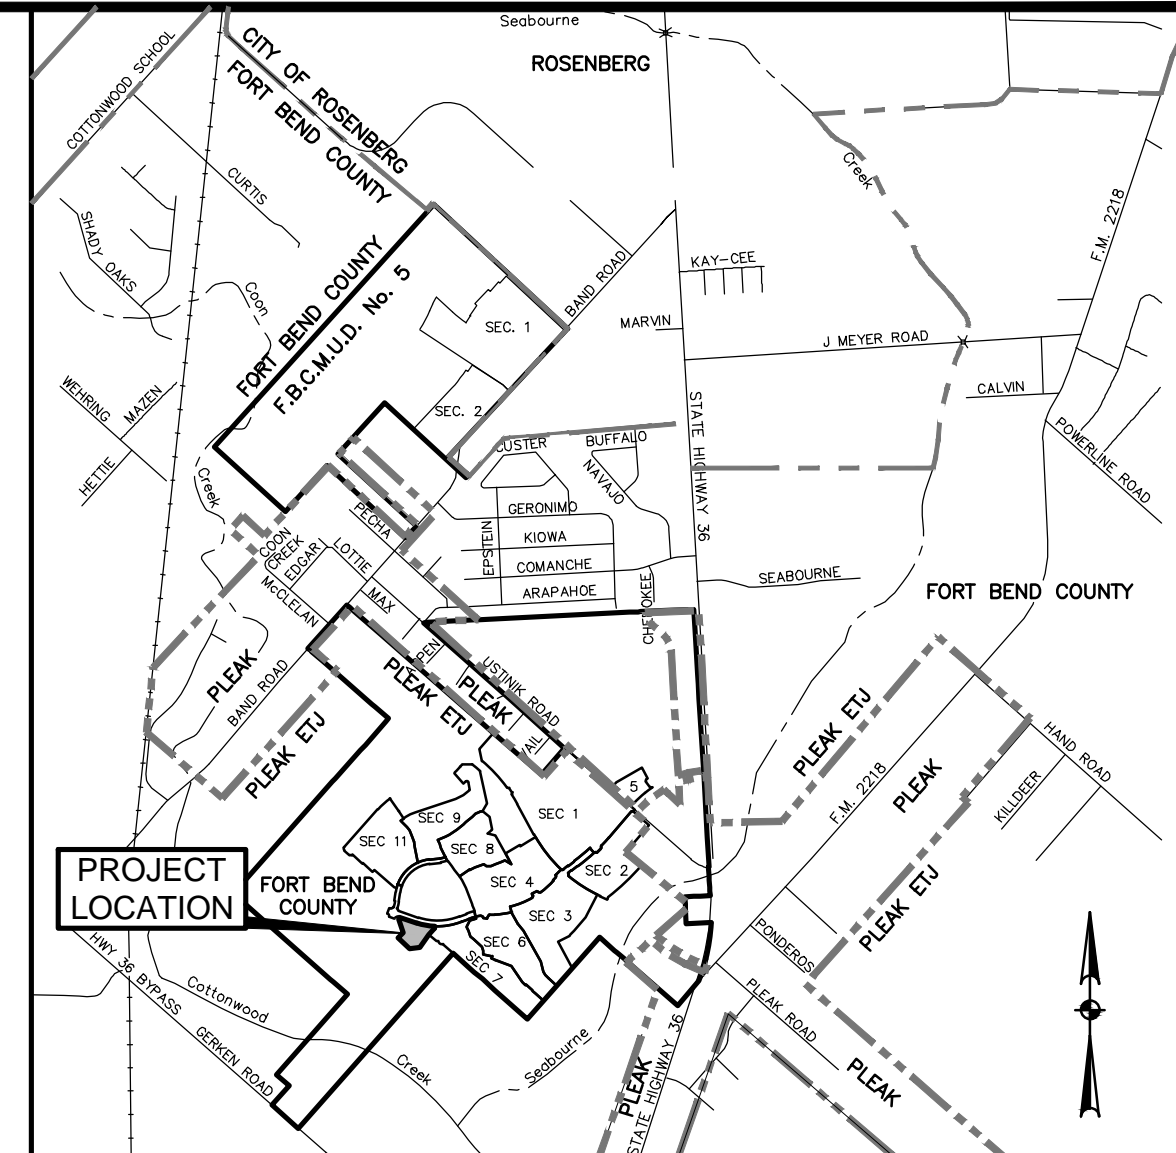 Seabourne
ROSENBERG
CITY OF ROSENBERG
FORT BEND COUNTY
COTTONWOOD SCHOOL
CURTIS
SHADY OAKS
Creek
F.M. 2218
FORT BEND COUNTY
F.B.C.M.U.D. No. 5
Coon
BAND ROAD
KAY-CEE
MARVIN
SEC. 1
J MEYER ROAD
CALVIN
WEHRING
MAZEN
HETTIE
SEC. 2
STATE HIGHWAY 36
POWERLINE ROAD
CUSTER
BUFFALO
NAVAJO
Creek
GERONIMO
PECHA
EPSTEIN
KIOWA
COMANCHE
ARAPAHOE
CHEROKEE
SEABOURNE
COON
CREEK
EDGAR
LOTTIE
McCLELAN
MAX
FORT BEND COUNTY
PLEAK
BAND ROAD
PLEAK ETJ
PLEAK ETJ
PEN
PLEAK
USTINIK ROAD
AIL
PLEAK ETJ
F.M. 2218
PLEAK
HAND ROAD
KILLDEER
5
SEC 1
SEC 9
SEC 11
SEC 8
SEC 4
SEC 2
SEC 3
SEC 6
SEC 7
PROJECT
LOCATION
FORT BEND
COUNTY
PLEAK ETJ
PONDEROS
HWY 36 BYPASS
Cottonwood
GERKEN ROAD
Creek
Seabourne
PLEAK ROAD
PLEAK
STATE HIGHWAY 36
PLEAK